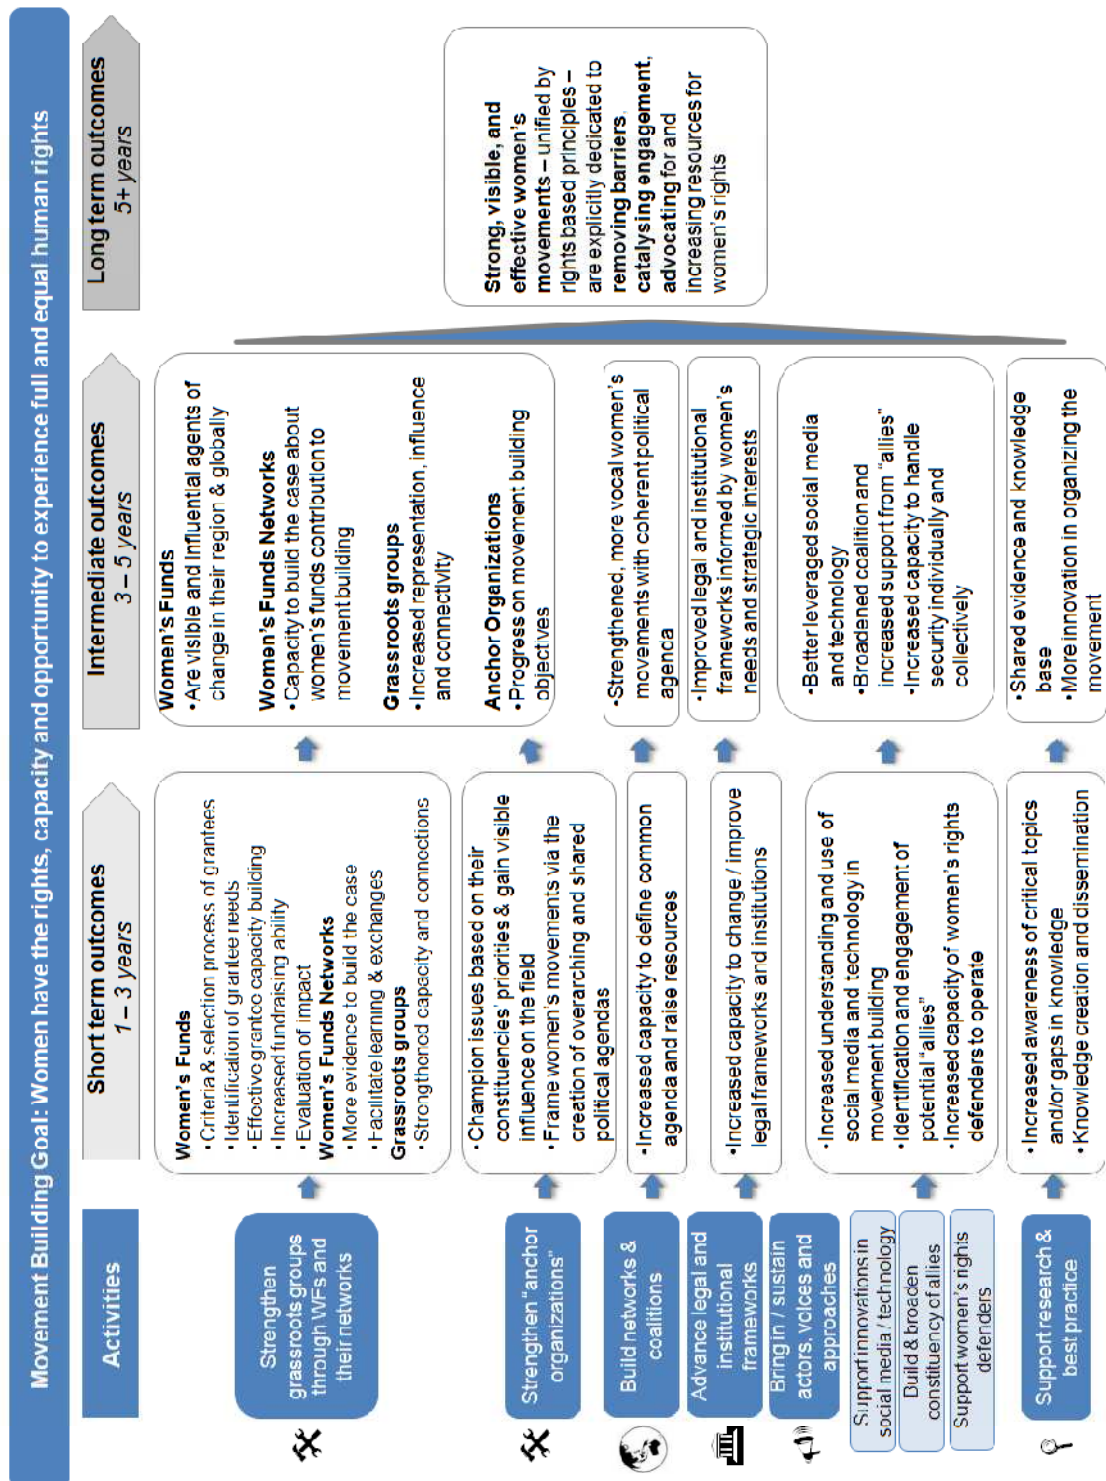 Movement Building Goal: Women have the rights, capacity and opportunity to experience full and equal human rights
Activities
Short term outcomes
1 – 3 years
Intermediate outcomes
3 – 5 years
Long term outcomes
5+ years
Strengthen
grassroots groups
through WFs and
their networks
Women's Funds
• Criteria & selection process of grantees
• Identification of grantee needs
• Effective grantee capacity building
• Increased fundraising ability
• Evaluation of impact
Women's Funds Networks
• More evidence to build the case
• Facilitate learning & exchanges
Grassroots groups
• Strengthened capacity and connections
Women's Funds
• Are visible and Influential agents of
change in their region & globally
Women's Funds Networks
• Capacity to build the case about
women's funds contribution to
movement building
Grassroots groups
• Increased representation, influence
and connectivity
Anchor Organizations
• Progress on movement building
objectives
Strengthen "anchor
organizations"
• Champion issues based on their
constituencies' priorities & gain visible
influence on the field
• Frame women's movements via the
creation of overarching and shared
political agendas
Build networks &
coalitions
• Increased capacity to define common
agenda and raise resources
• Strengthened, more vocal women's
movements with coherent political
agenda
Advance legal and
institutional
frameworks
• Increased capacity to change / improve
legal frameworks and institutions
• Improved legal and institutional
frameworks informed by women's
needs and strategic interests
Bring in / sustain
actors, voices and
approaches
Support innovations in
social media / technology
Build & broaden
constituency of allies
Support women's rights
defenders
• Increased understanding and use of
social media and technology in
movement building
• Identification and engagement of
potential "allies"
• Increased capacity of women's rights
defenders to operate
• Better leveraged social media
and technology
• Broadened coalition and
increased support from "allies"
• Increased capacity to handle
security individually and
collectively
Support research &
best practice
• Increased awareness of critical topics
and/or gaps in knowledge
• Knowledge creation and dissemination
• Shared evidence and knowledge
base
• More innovation in organizing the
movement
Strong, visible, and
effective women's
movements – unified by
rights based principles –
are explicitly dedicated to
removing barriers,
catalysing engagement,
advocating for and
increasing resources for
women's rights